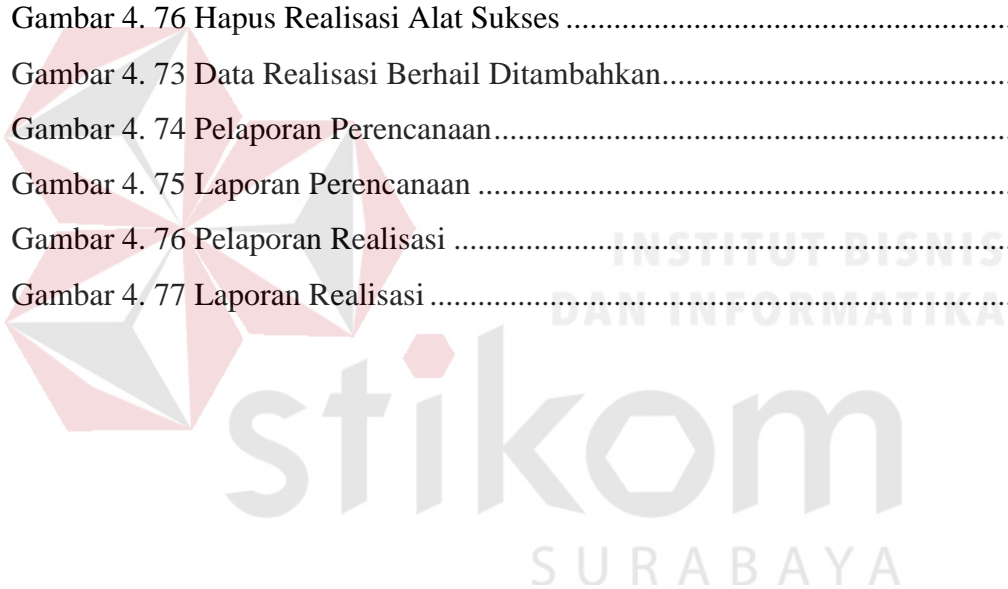 Gambar 4. 76 Hapus Realisasi Alat Sukses ........................................................
Gambar 4. 73 Data Realisasi Berhail Ditambahkan............................................
Gambar 4. 74 Pelaporan Perencanaan.................................................................
Gambar 4. 75 Laporan Perencanaan ...................................................................
Gambar 4. 76 Pelaporan Realisasi ......................................................................
Gambar 4. 77 Laporan Realisasi .........................................................................
INSTITUT BISNIS
DAN INFORMATIKA
stikom
SURABAYA